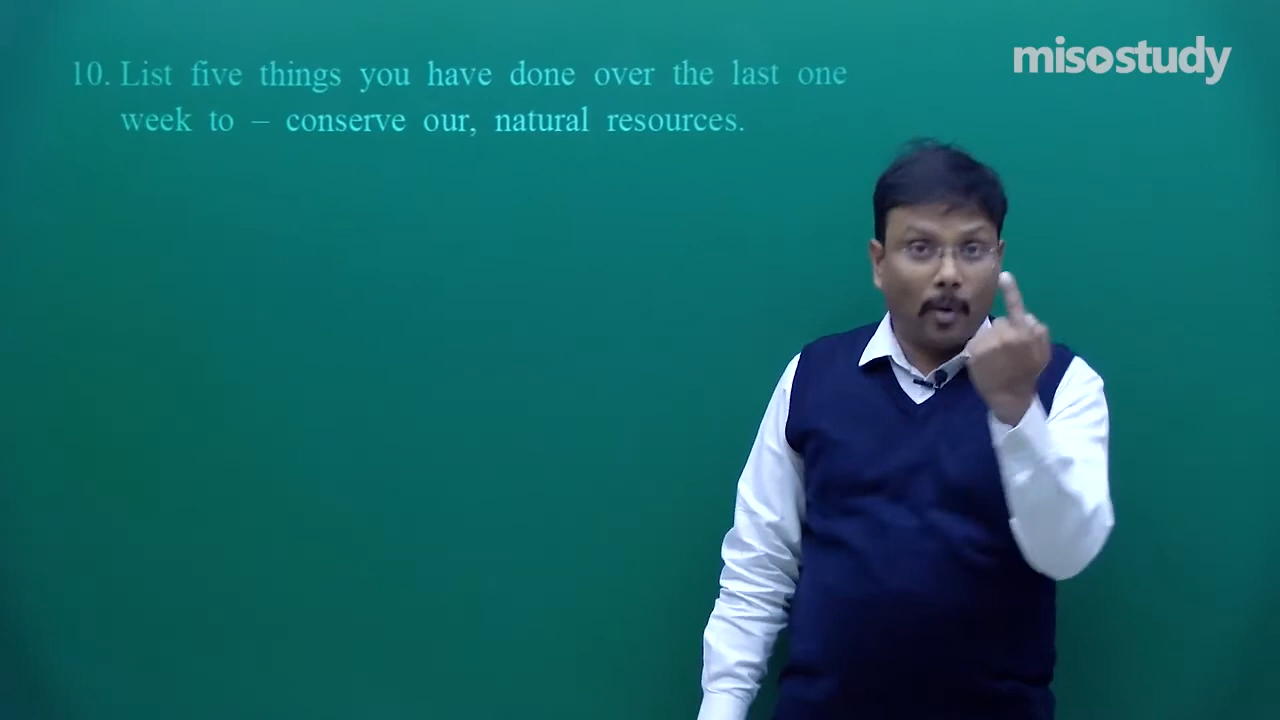 misostudy
10. List five things you have done over the last one
week to – conserve our, natural resources.